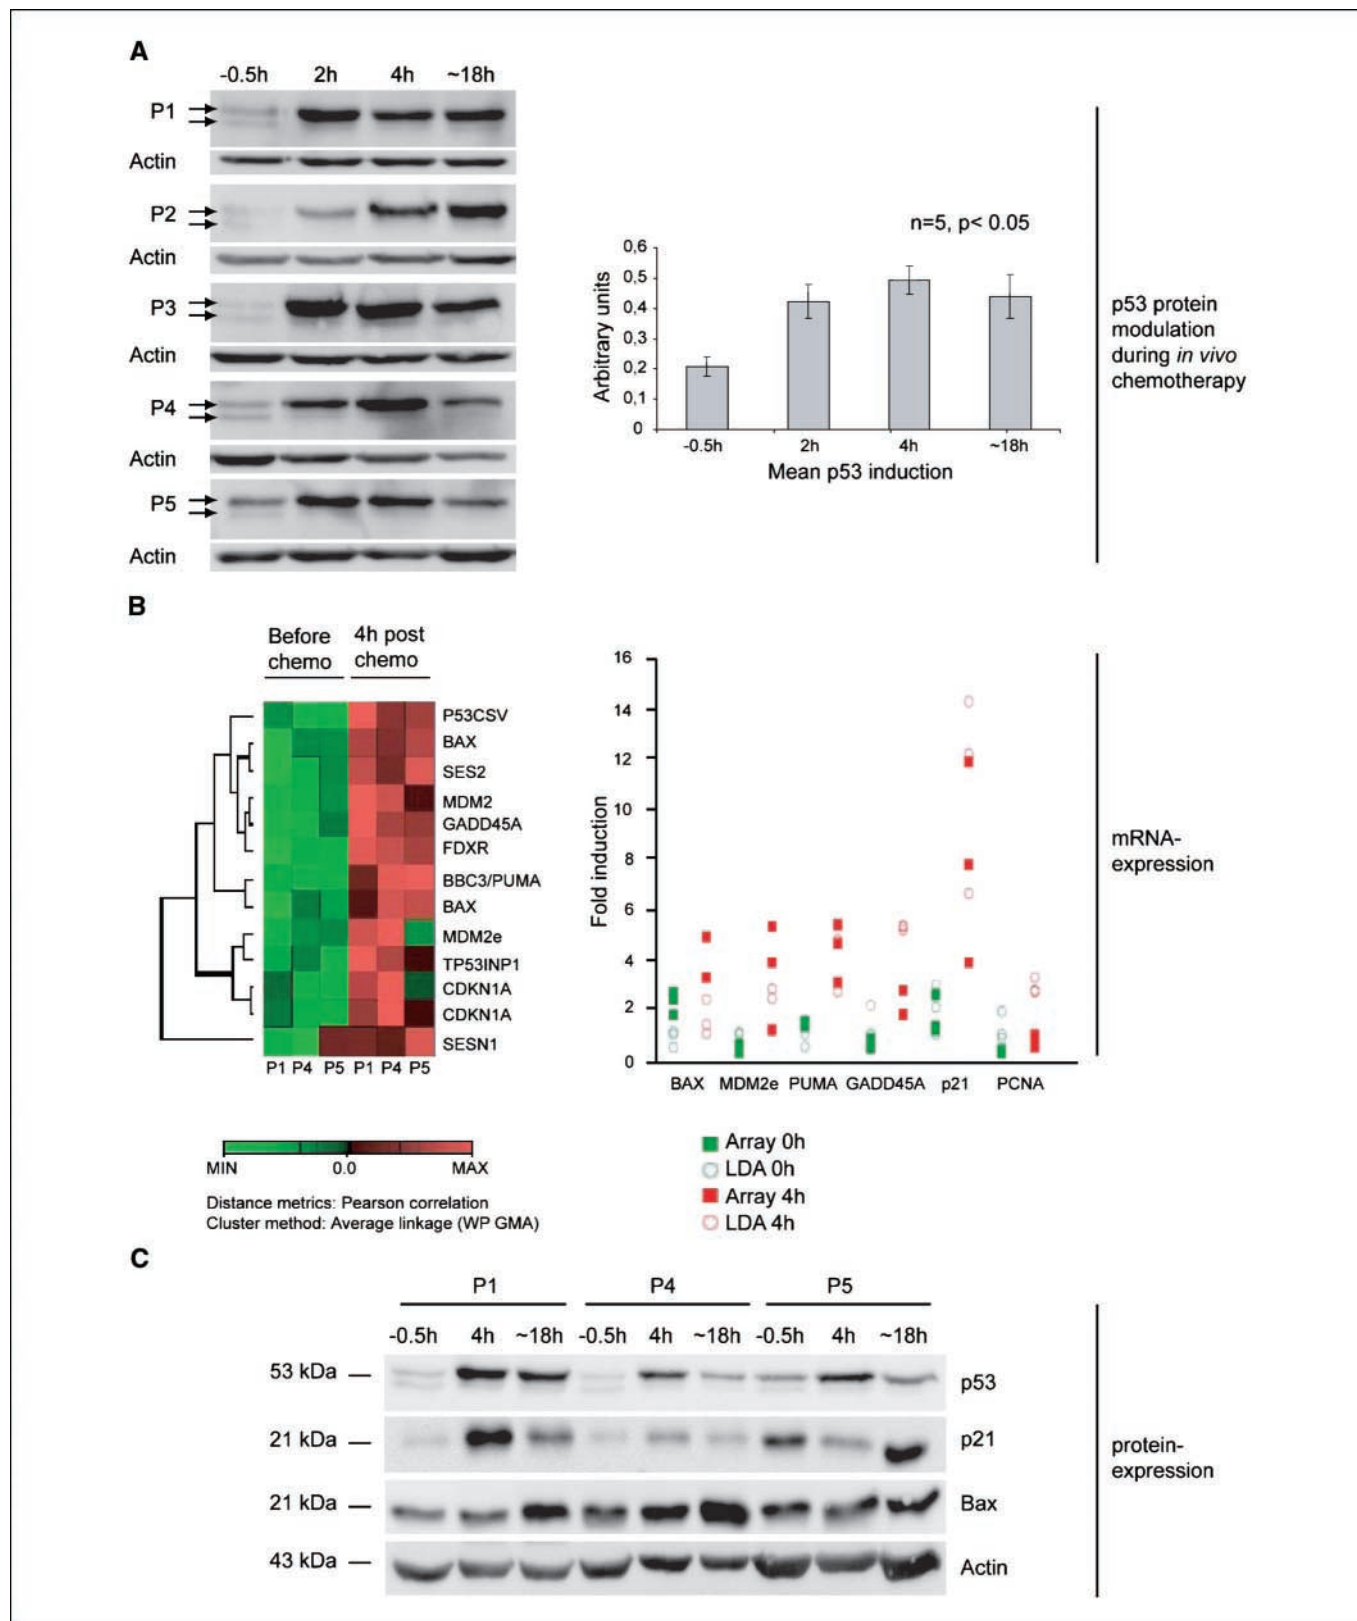 A
-0.5h 2h 4h ~18h
P1
Actin
P2
Actin
P3
Actin
P4
Actin
P5
Actin
n=5, p< 0.05
Arbitrary units
0,6
0,5
0,4
0,3
0,2
0,1
0
-0.5h 2h 4h ~18h
Mean p53 induction
p53 protein
modulation
during in vivo
chemotherapy
B
Before
chemo
4h post
chemo
P53CSV
BAX
SES2
MDM2
GADD45A
FDXR
BBC3/PUMA
BAX
MDM2e
TP53INP1
CDKN1A
CDKN1A
SESN1
P1 P4 P5 P1 P4 P5
MIN 0.0 MAX
Distance metrics: Pearson correlation
Cluster method: Average linkage (WP GMA)
Fold induction
16
14
12
10
8
6
4
2
0
BAX MDM2e PUMA GADD45A p21 PCNA
Array 0h
LDA 0h
Array 4h
LDA 4h
mRNA-
expression
C
P1 P4 P5
-0.5h 4h ~18h -0.5h 4h ~18h -0.5h 4h ~18h
53 kDa p53
21 kDa p21
21 kDa Bax
43 kDa Actin
protein-
expression